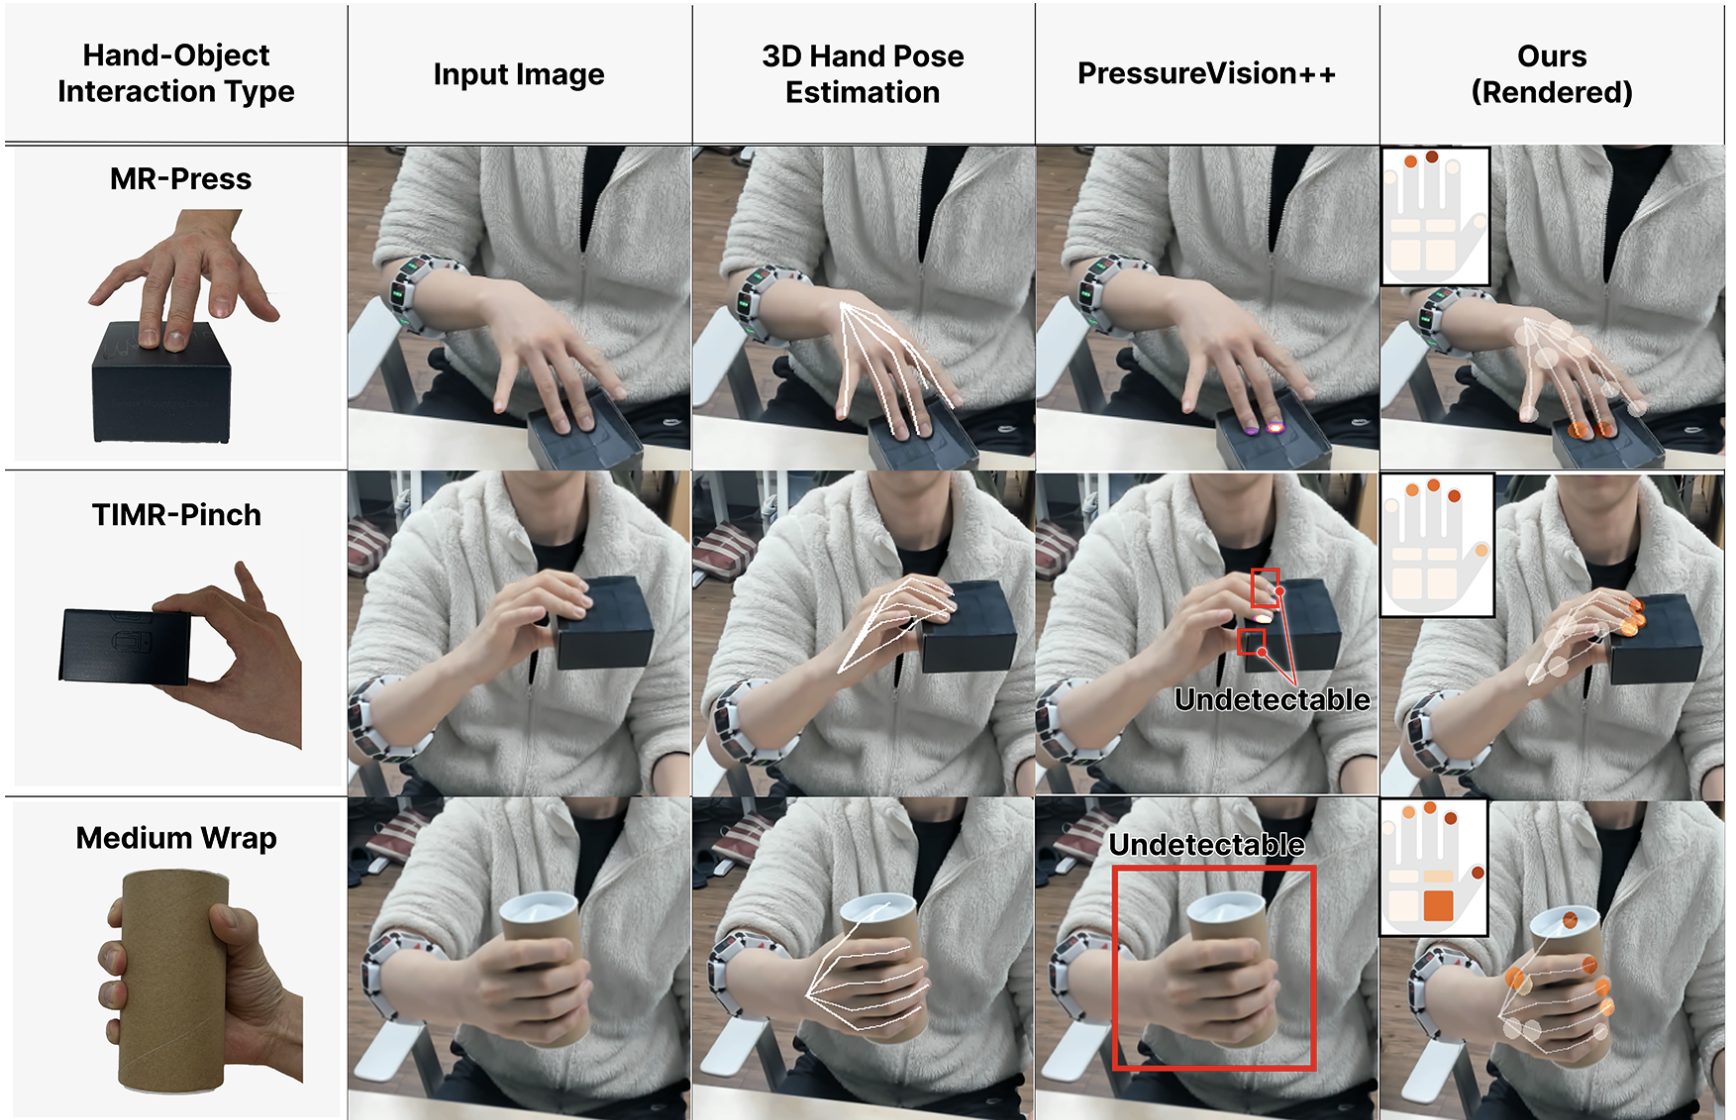 Hand-Object
Interaction Type
Input Image
3D Hand Pose
Estimation
PressureVision++
Ours
(Rendered)
MR-Press
TIMR-Pinch
Undetectable
Medium Wrap
Undetectable